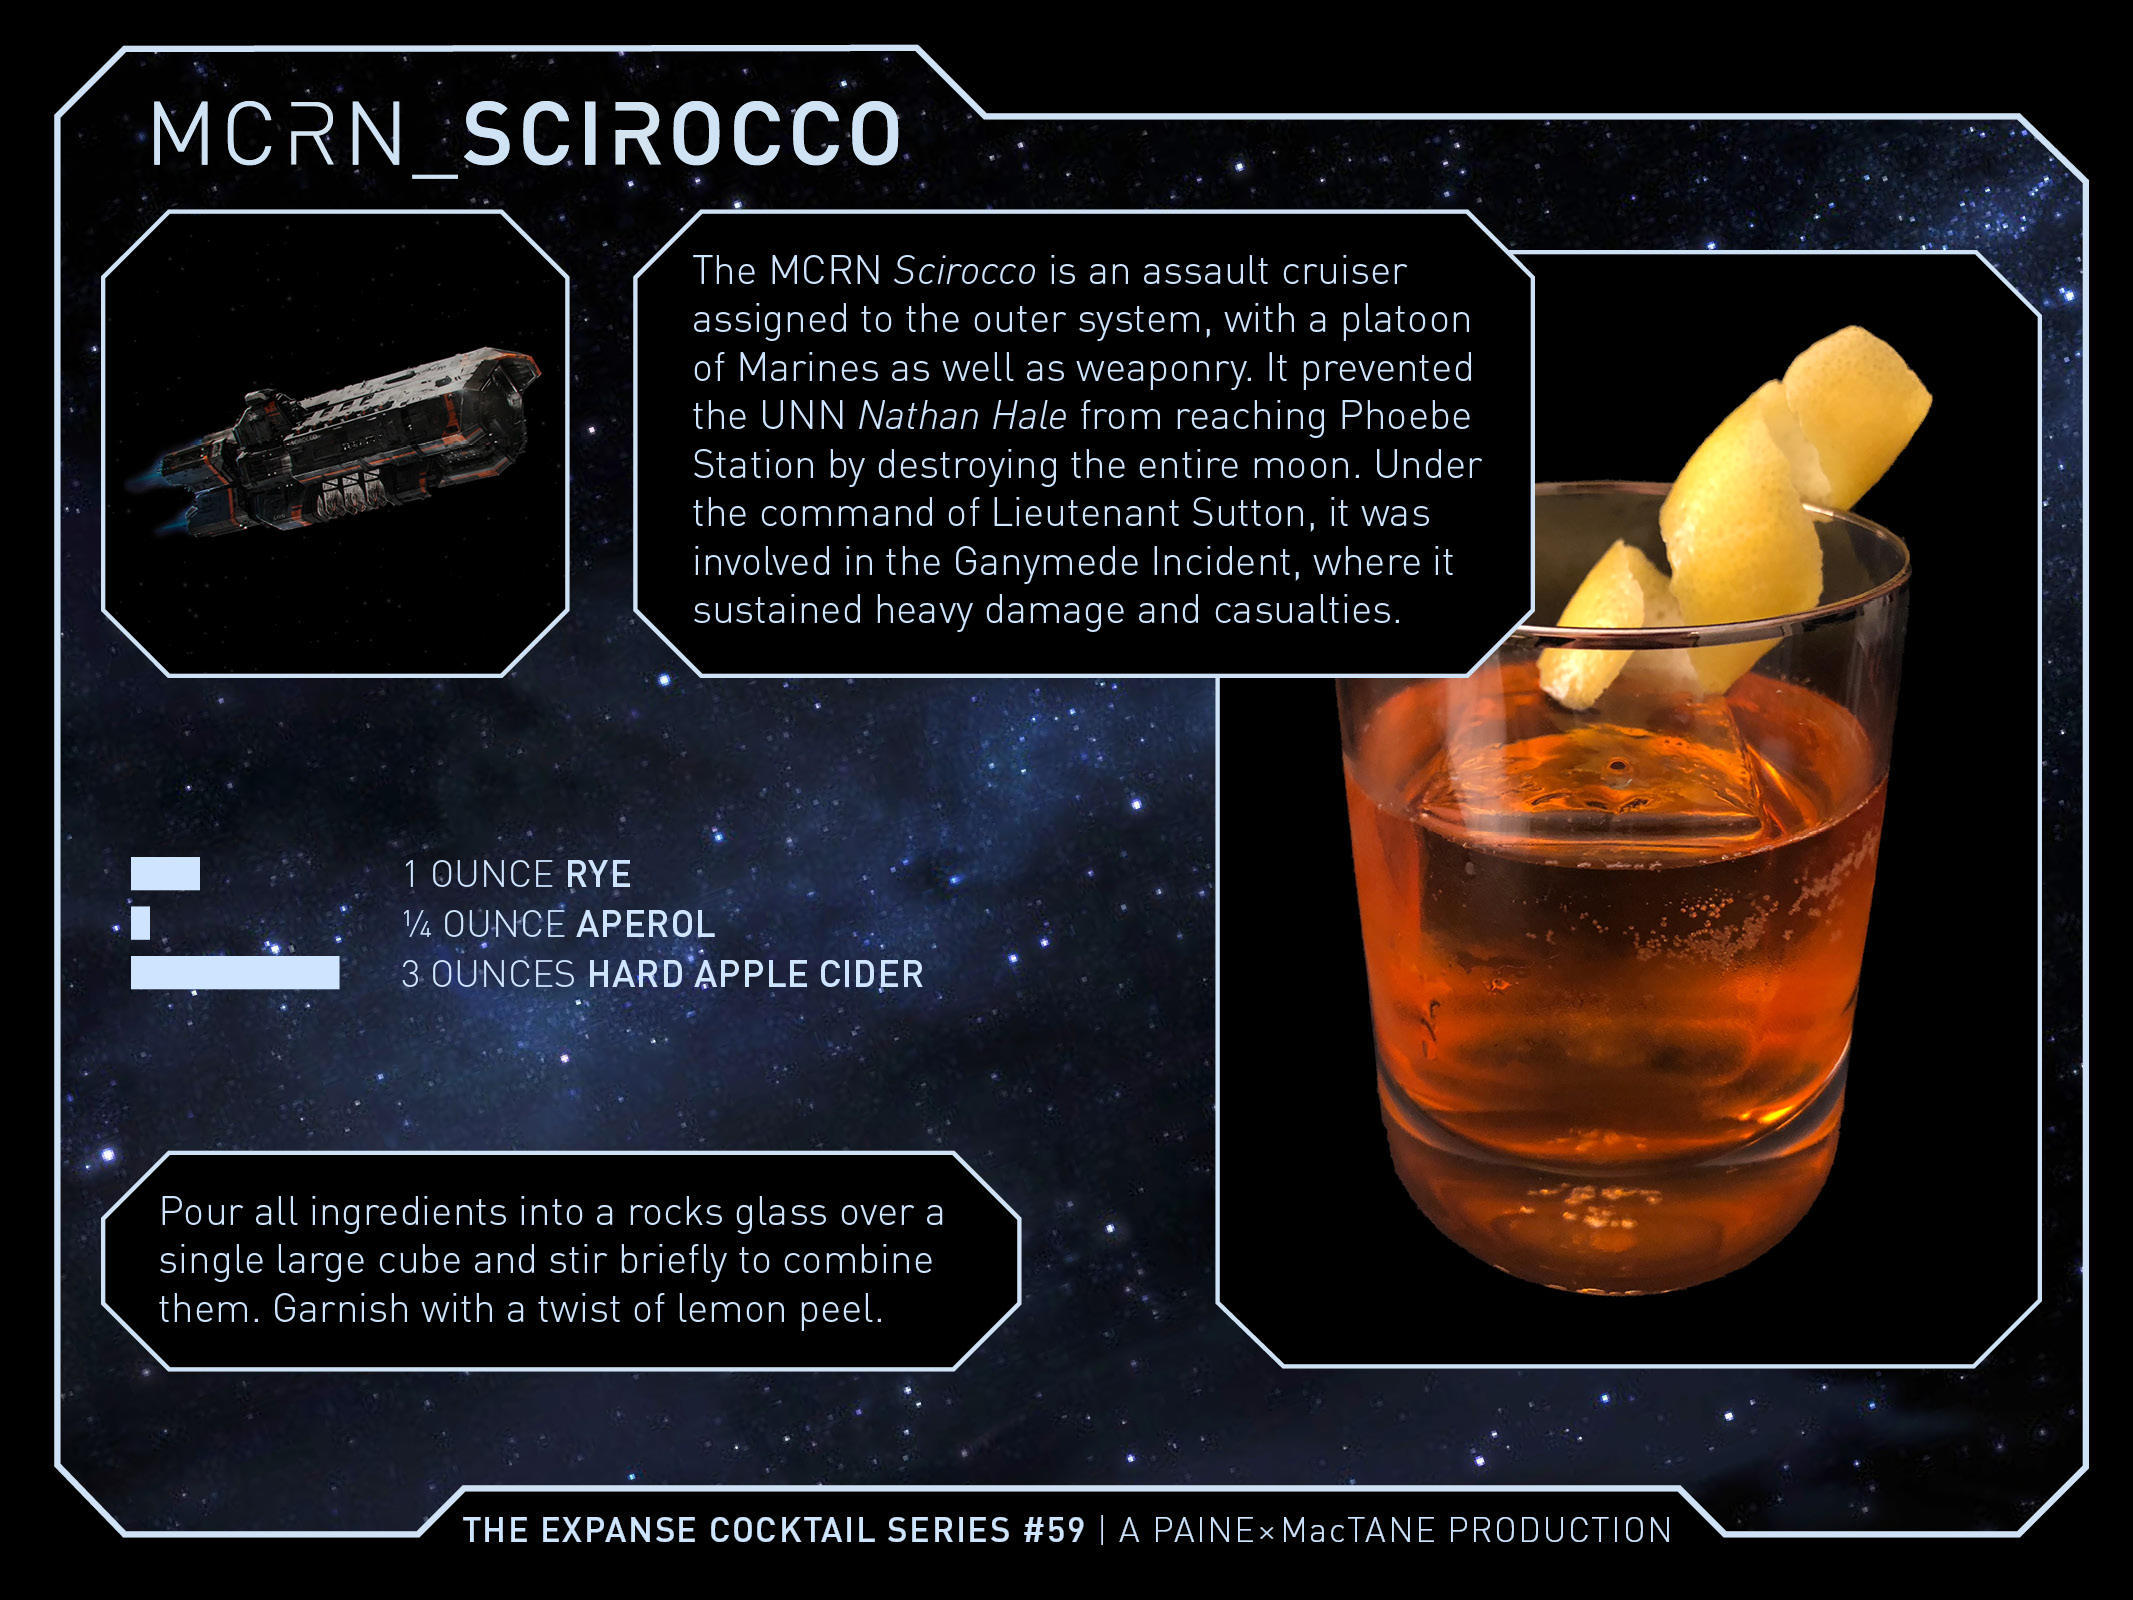 MCRN_SCIROCCO
The MCRN Scirocco is an assault cruiser
assigned to the outer system, with a platoon
of Marines as well as weaponry. It prevented
the UNN Nathan Hale from reaching Phoebe
Station by destroying the entire moon. Under
the command of Lieutenant Sutton, it was
involved in the Ganymede Incident, where it
sustained heavy damage and casualties.
1 OUNCE RYE
¼ OUNCE APEROL
3 OUNCES HARD APPLE CIDER
Pour all ingredients into a rocks glass over a
single large cube and stir briefly to combine
them. Garnish with a twist of lemon peel.
THE EXPANSE COCKTAIL SERIES #59 | A PAINE×MacTANE PRODUCTION